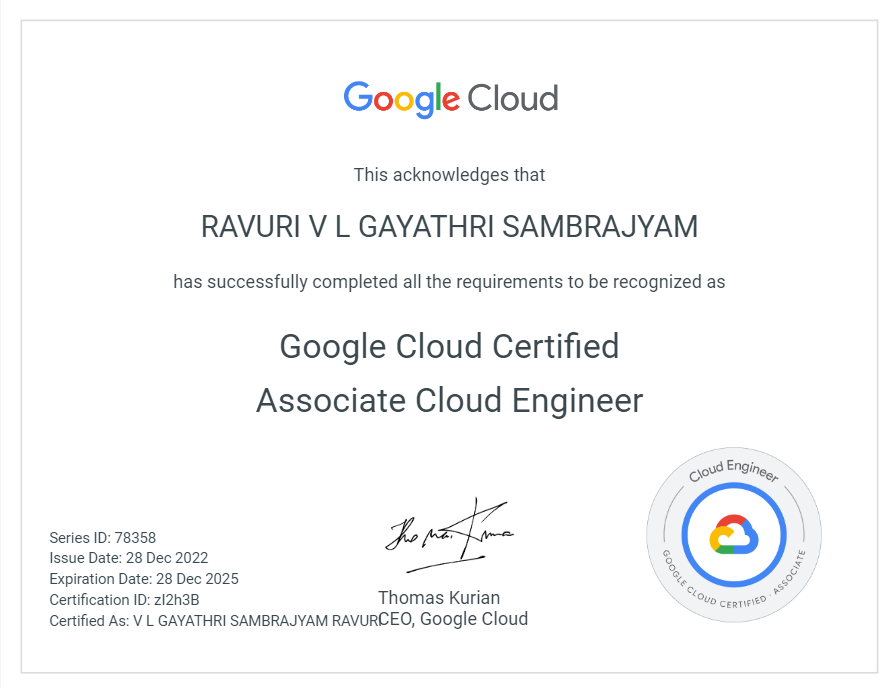 Google Cloud
This acknowledges that
RAVURI V L GAYATHRI SAMBRAJYAM
has successfully completed all the requirements to be recognized as
Google Cloud Certified
Associate Cloud Engineer
Series ID: 78358
Issue Date: 28 Dec 2022
Expiration Date: 28 Dec 2025
Certification ID: zI2h3B
Certified As: V L GAYATHRI SAMBRAJYAM RAVURI
Thomas Kurian
Thomas Kurian
CEO, Google Cloud
Cloud Engineer
GOOGLE CLOUD CERTIFIED · ASSOCIATE